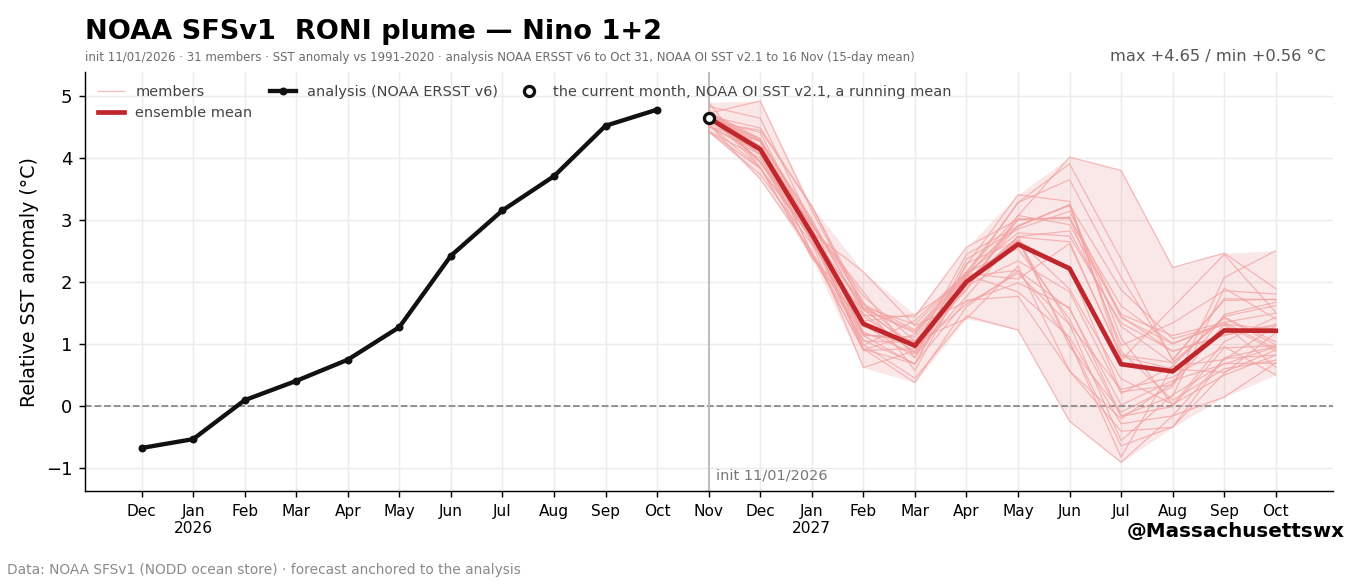 NOAA SFSv1 RONI plume — Nino 1+2
init 11/01/2026 · 31 members · SST anomaly vs 1991-2020 · analysis NOAA ERSST v6 to Oct 31, NOAA OI SST v2.1 to 16 Nov (15-day mean)
max +4.65 / min +0.56 °C
members
analysis (NOAA ERSST v6)
the current month, NOAA OI SST v2.1, a running mean
ensemble mean
Relative SST anomaly (°C)
5
4
3
2
1
0
−1
init 11/01/2026
Dec Jan Feb Mar Apr May Jun Jul Aug Sep Oct Nov Dec Jan Feb Mar Apr May Jun Jul Aug Sep Oct
2026 2027
@Massachusettswx
Data: NOAA SFSv1 (NODD ocean store) · forecast anchored to the analysis